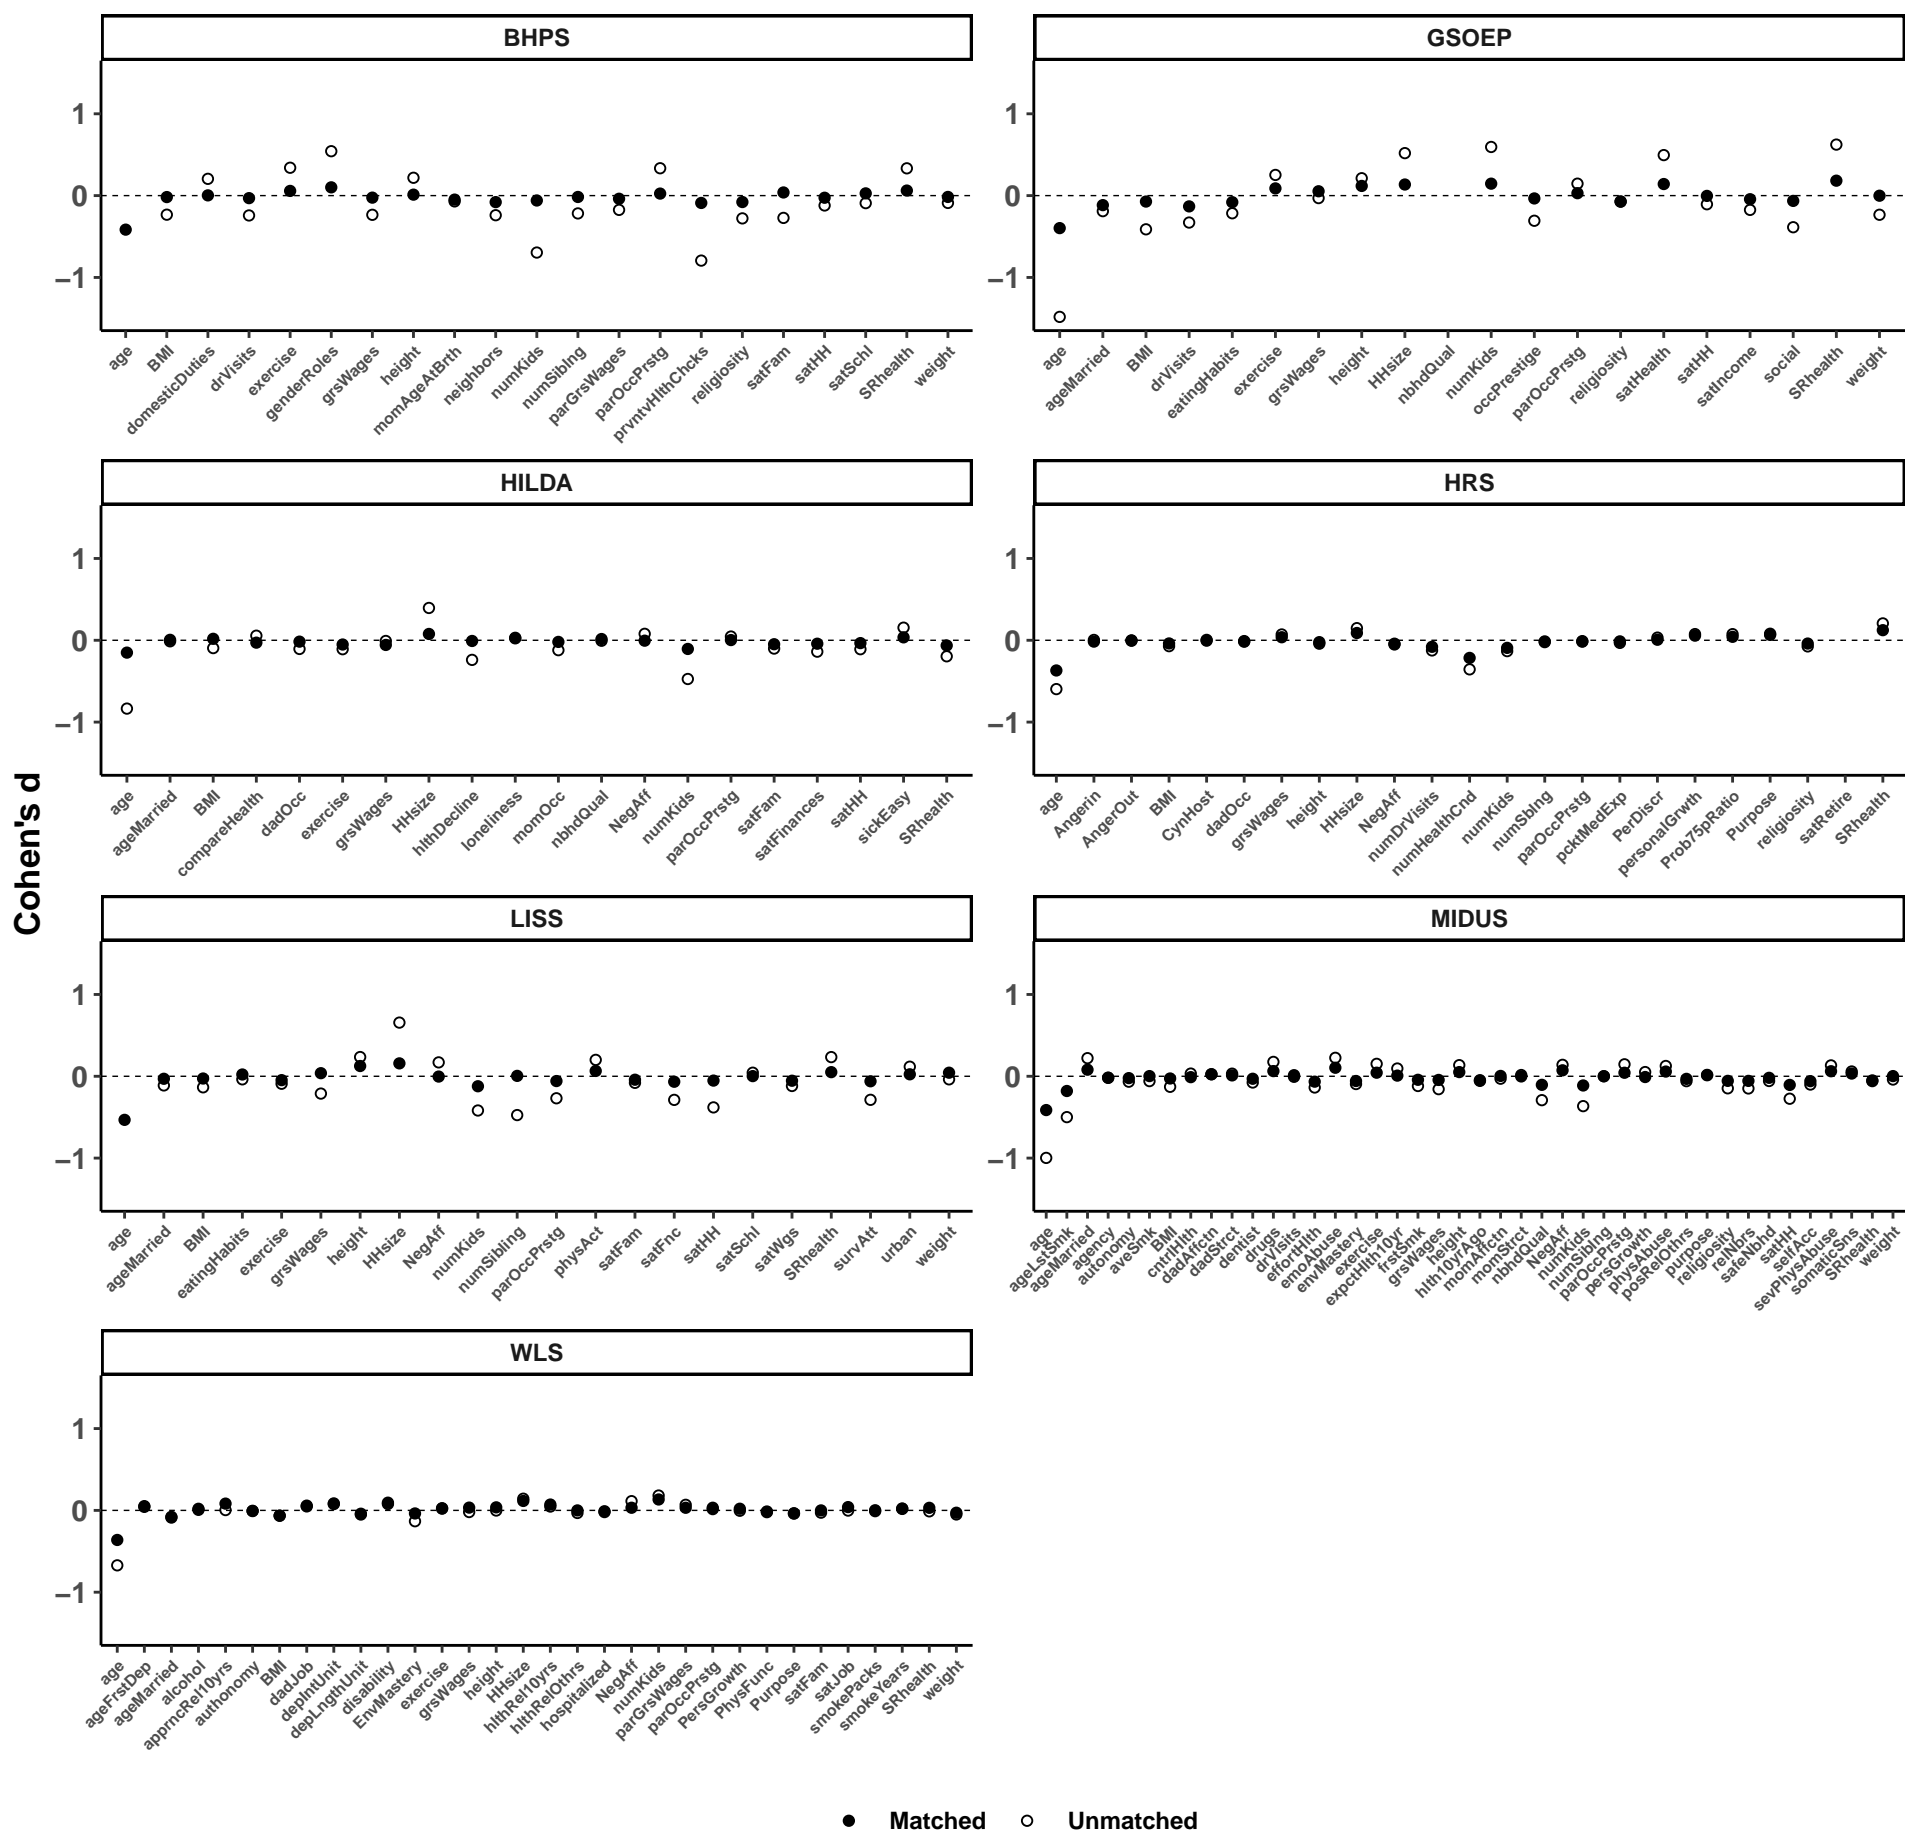 Cohen's d
BHPS
1
0
−1
age
BMI
domesticDuties
drVisits
exercise
genderRoles
grsWages
height
momAgeAtBrth
neighbors
numKids
numSiblng
parGrsWages
parOccPrstg
prvntvHlthChcks
religiosity
satFam
satHH
satSchl
SRhealth
weight
GSOEP
1
0
−1
age
ageMarried
BMI
drVisits
eatingHabits
exercise
grsWages
height
HHsize
nbhdQual
numKids
occPrestige
parOccPrstg
religiosity
satHealth
satHH
satIncome
social
SRhealth
weight
HILDA
1
0
−1
age
ageMarried
BMI
compareHealth
dadOcc
exercise
grsWages
HHsize
hlthDecline
loneliness
momOcc
nbhdQual
NegAff
numKids
parOccPrstg
satFam
satFinances
satHH
sickEasy
SRhealth
HRS
1
0
−1
age
Angerin
AngerOut
BMI
CynHost
dadOcc
grsWages
height
HHsize
NegAff
numDrVisits
numHealthCnd
numKids
numSblng
parOccPrstg
pcktMedExp
PerDiscr
personalGrwth
Prob75pRatio
Purpose
religiosity
satRetire
SRhealth
LISS
1
0
−1
age
ageMarried
BMI
eatingHabits
exercise
grsWages
height
HHsize
NegAff
numKids
numSibling
parOccPrstg
physAct
satFam
satFnc
satHH
satSchl
satWgs
SRhealth
survAtt
urban
weight
MIDUS
1
0
−1
age
ageLstSmk
ageMarried
agency
autonomy
aveSmk
BMI
cntrlHlth
dadAffctn
dadStrct
dentist
drugs
drVisits
effortHlth
emoAbuse
envMastery
exercise
expctHlth10yr
frstSmk
grsWages
height
hlth10yrAgo
momAffctn
momStrct
nbhdQual
NegAff
numKids
numSiblng
parOccPrstg
persGrowth
physAbuse
posRelOthrs
purpose
religiosity
relNbrs
safeNbhd
satHH
selfAcc
sevPhysAbuse
somaticSns
SRhealth
weight
WLS
1
0
−1
age
ageFrstDep
ageMarried
alcohol
apprncRel10yrs
authonomy
BMI
dadJob
depIntUnit
depLngthUnit
disability
EnvMastery
exercise
grsWages
height
HHsize
hlthRel10yrs
hlthRelOthrs
hospitalized
NegAff
numKids
parGrsWages
parOccPrstg
PersGrowth
PhysFunc
Purpose
satFam
satJob
smokePacks
smokeYears
SRhealth
weight
Matched
Unmatched